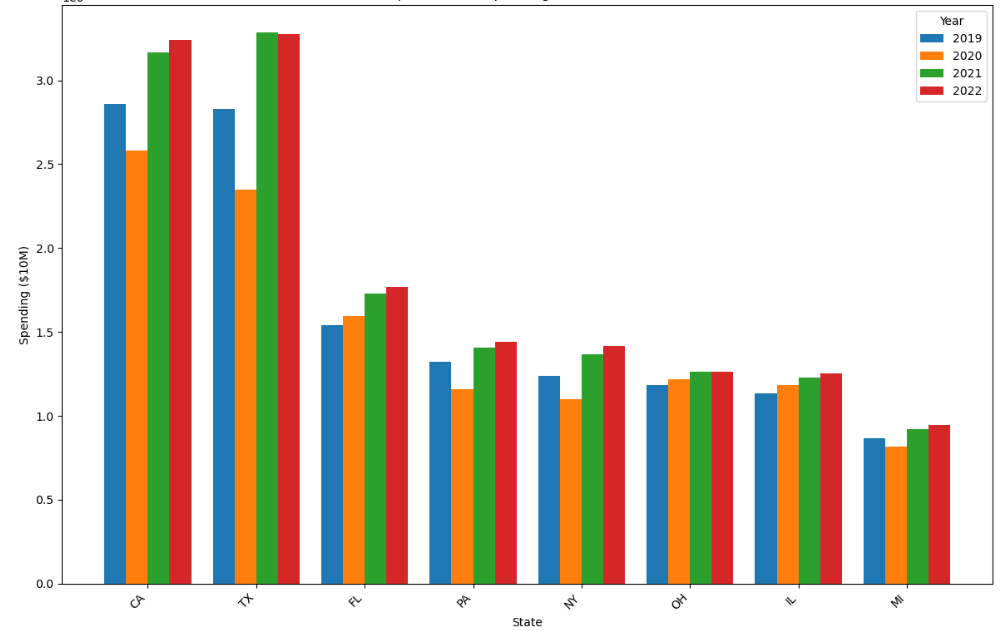 Year
2019
2020
2021
2022
3.0
2.5
2.0
1.5
1.0
0.5
0.0
Spending ($10M)
CA
TX
FL
PA
NY
OH
IL
MI
State